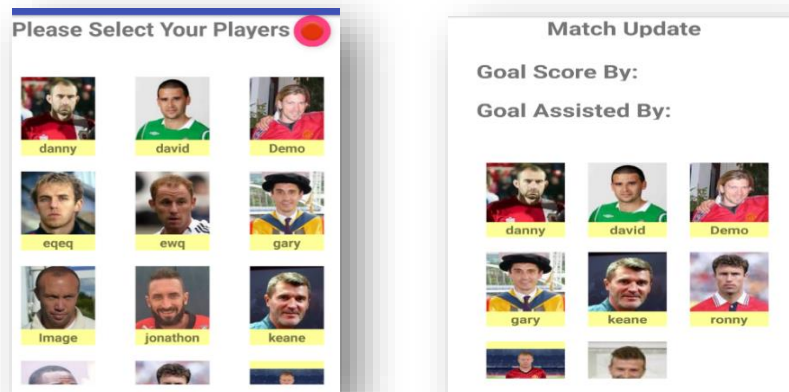 Please Select Your Players
danny david Demo
eqeq ewq gary
Image jonathon keane
Match Update
Goal Score By:
Goal Assisted By:
danny david Demo
gary keane ronny